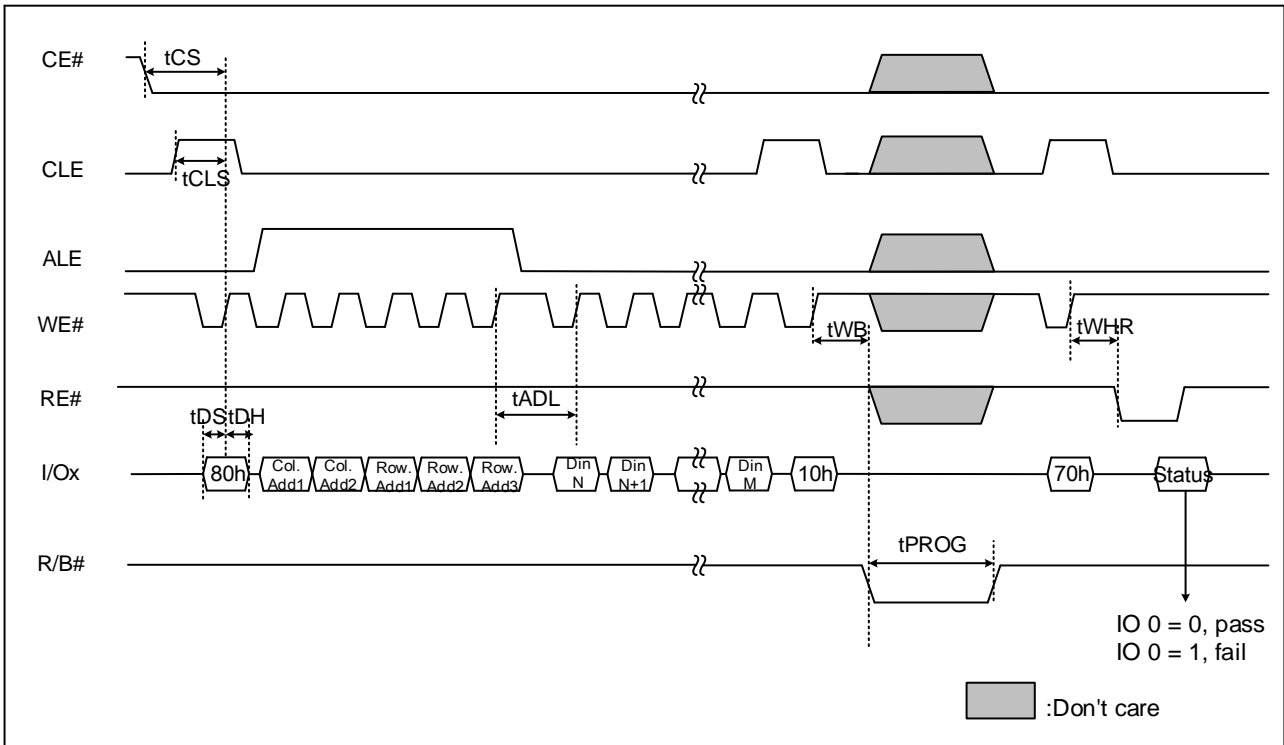 CE#
tCS
CLE
tCLS
ALE
WE#
tWB
tWHR
RE#
tADL
tDS
tDH
I/Ox
80h
Col.
Add1
Col.
Add2
Row.
Add1
Row.
Add2
Row.
Add3
Din
N
Din
N+1
Din
M
10h
70h
Status
R/B#
tPROG
IO 0 = 0, pass
IO 0 = 1, fail
:Don't care